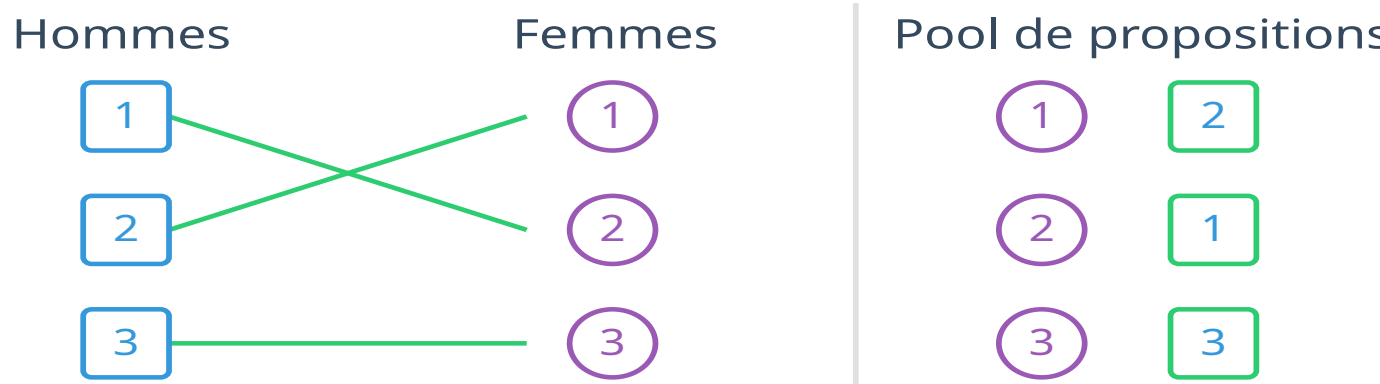 Hommes Femmes Pool de propositions
1 1 1 2
2 2 2 1
3 3 3 3